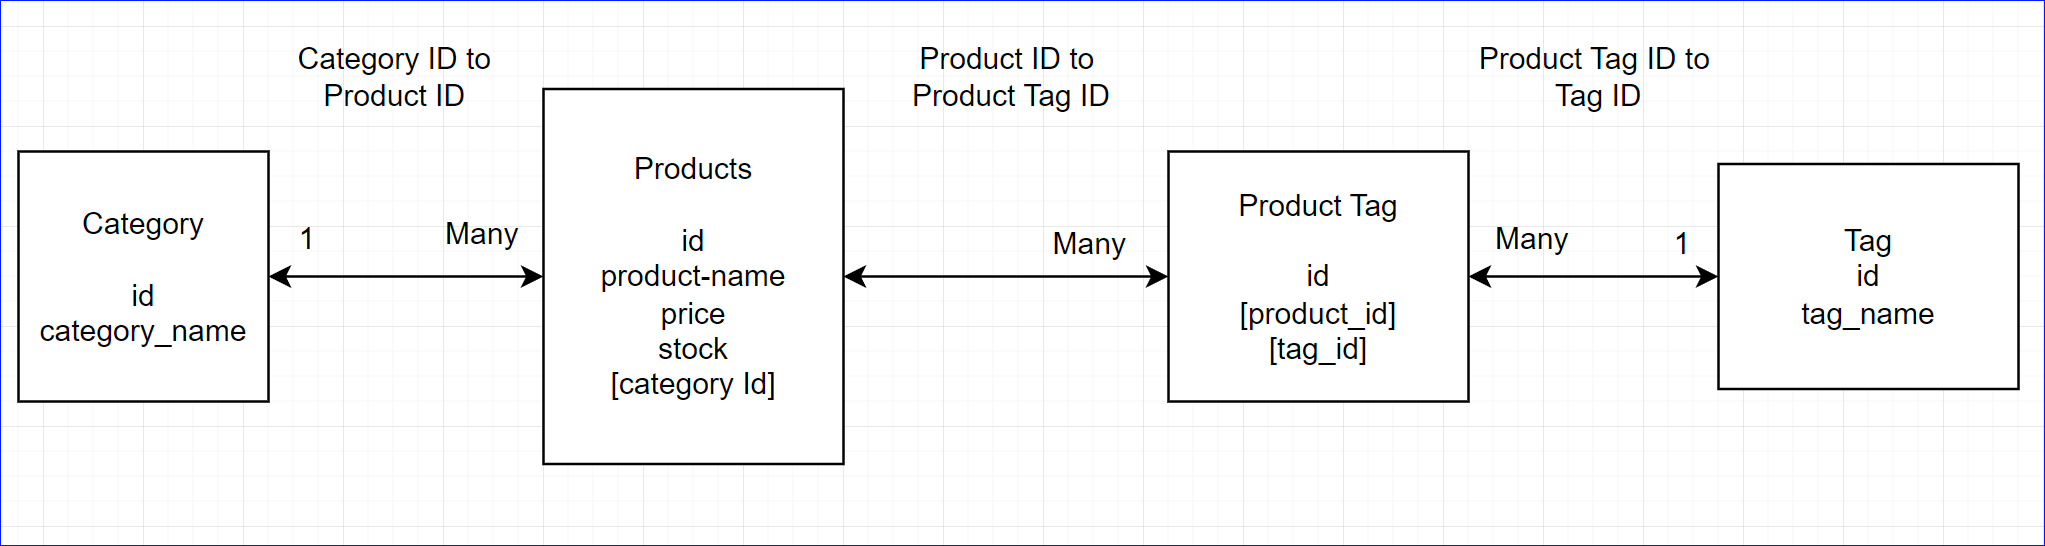 Category ID to
Product ID
Product ID to
Product Tag ID
Product Tag ID to
Tag ID
Category
id
category_name
1
Many
Products
id
product-name
price
stock
[category Id]
Many
Product Tag
id
[product_id]
[tag_id]
Many
1
Tag
id
tag_name